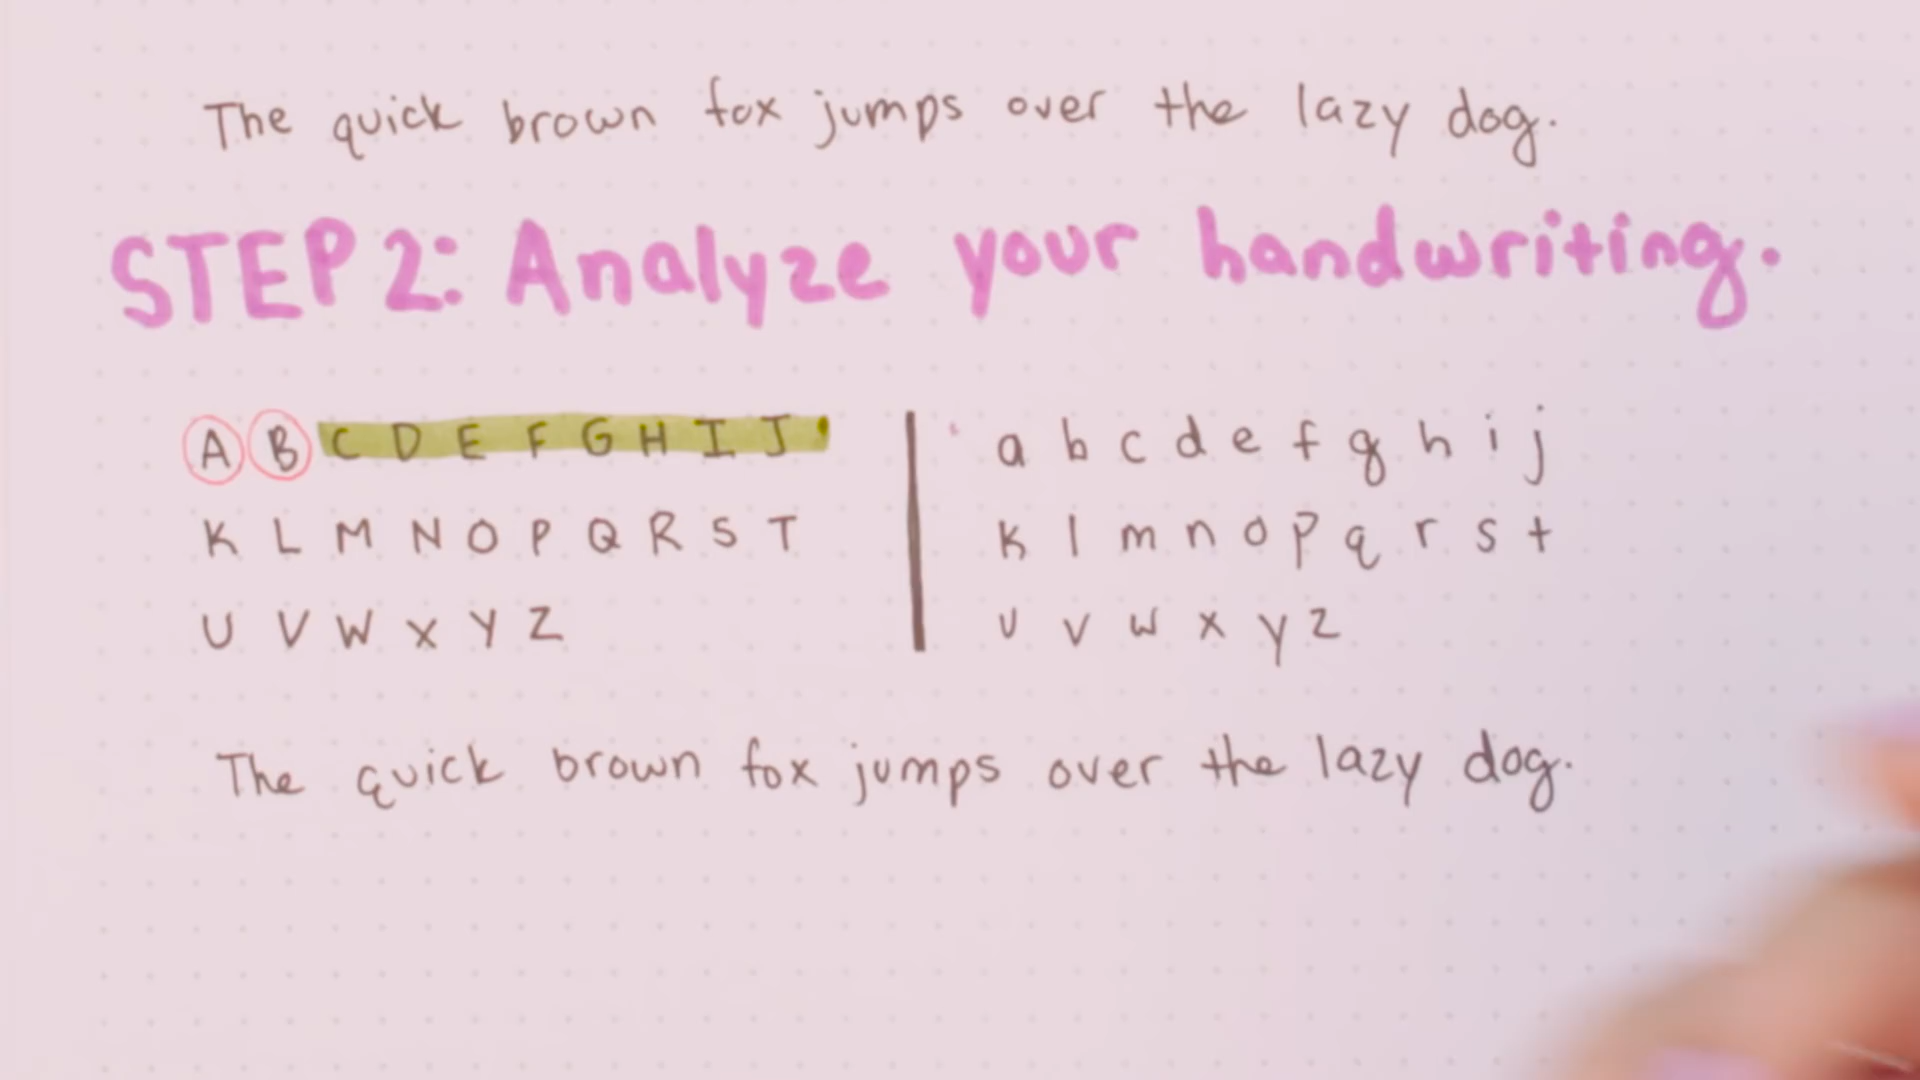 The quick brown fox jumps over the lazy dog.
STEP 2: Analyze your handwriting.
A B C D E F G H I J
K L M N O P Q R S T
U V W X Y Z
a b c d e f g h i j
k l m n o p q r s t
u v w x y z
The quick brown fox jumps over the lazy dog.